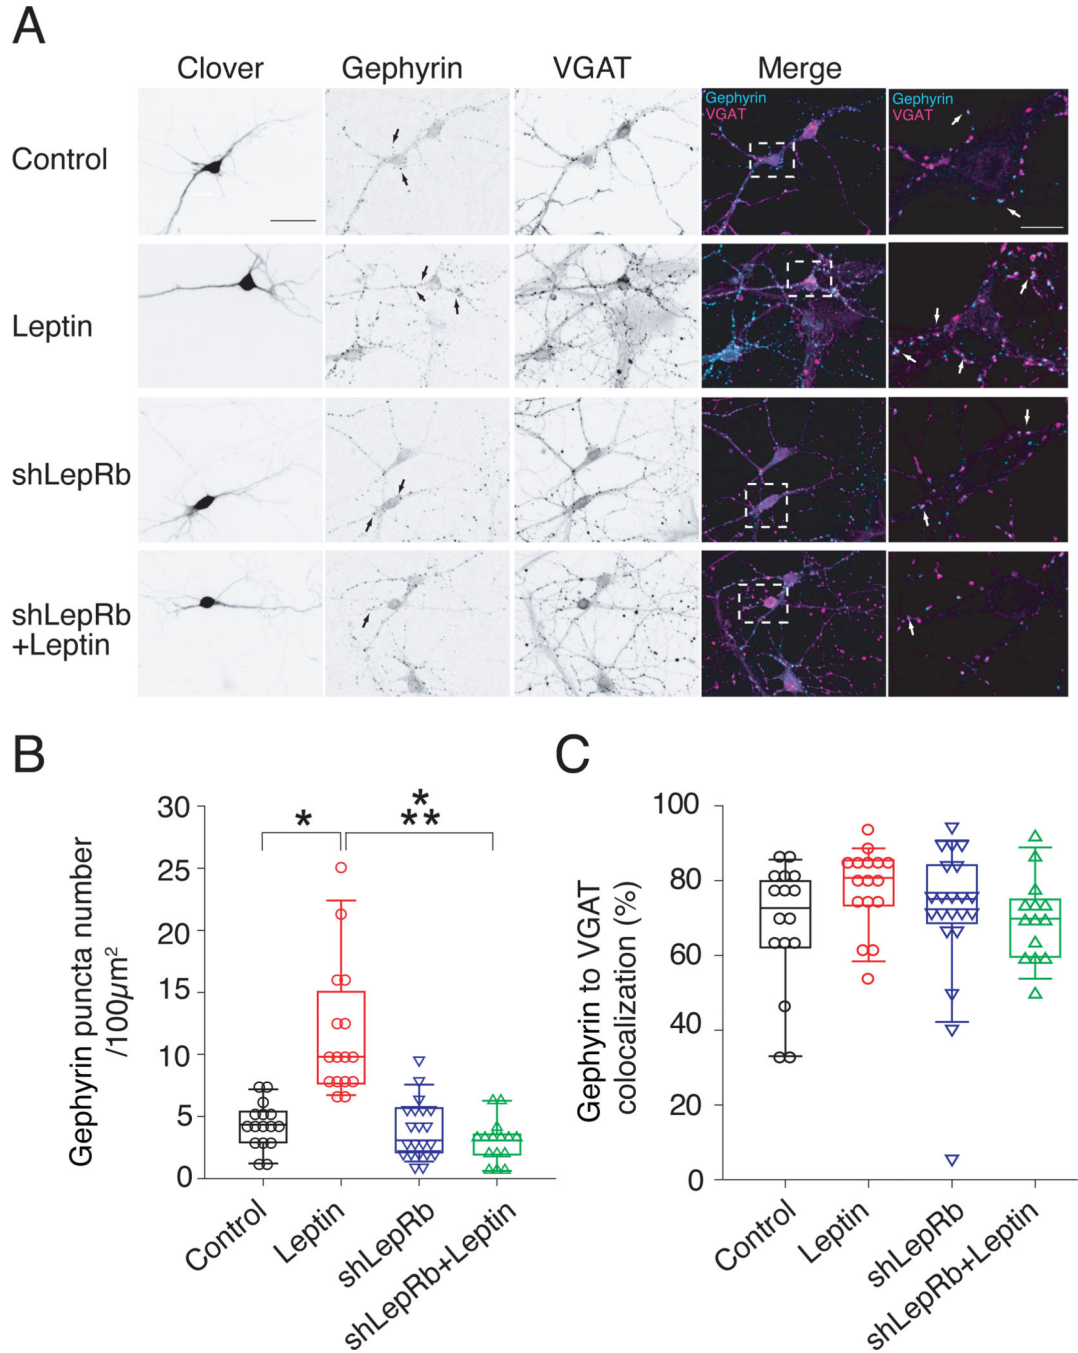 A
Clover Gephyrin VGAT Merge
Control
Gephyrin
VGAT
Gephyrin
VGAT
Leptin
shLepRb
shLepRb
+Leptin
B
Gephyrin puncta number
/100µm²
30
25
20
15
10
5
0
*
*
**
Control
Leptin
shLepRb
shLepRb+Leptin
C
Gephyrin to VGAT
colocalization (%)
100
80
60
40
20
0
Control
Leptin
shLepRb
shLepRb+Leptin